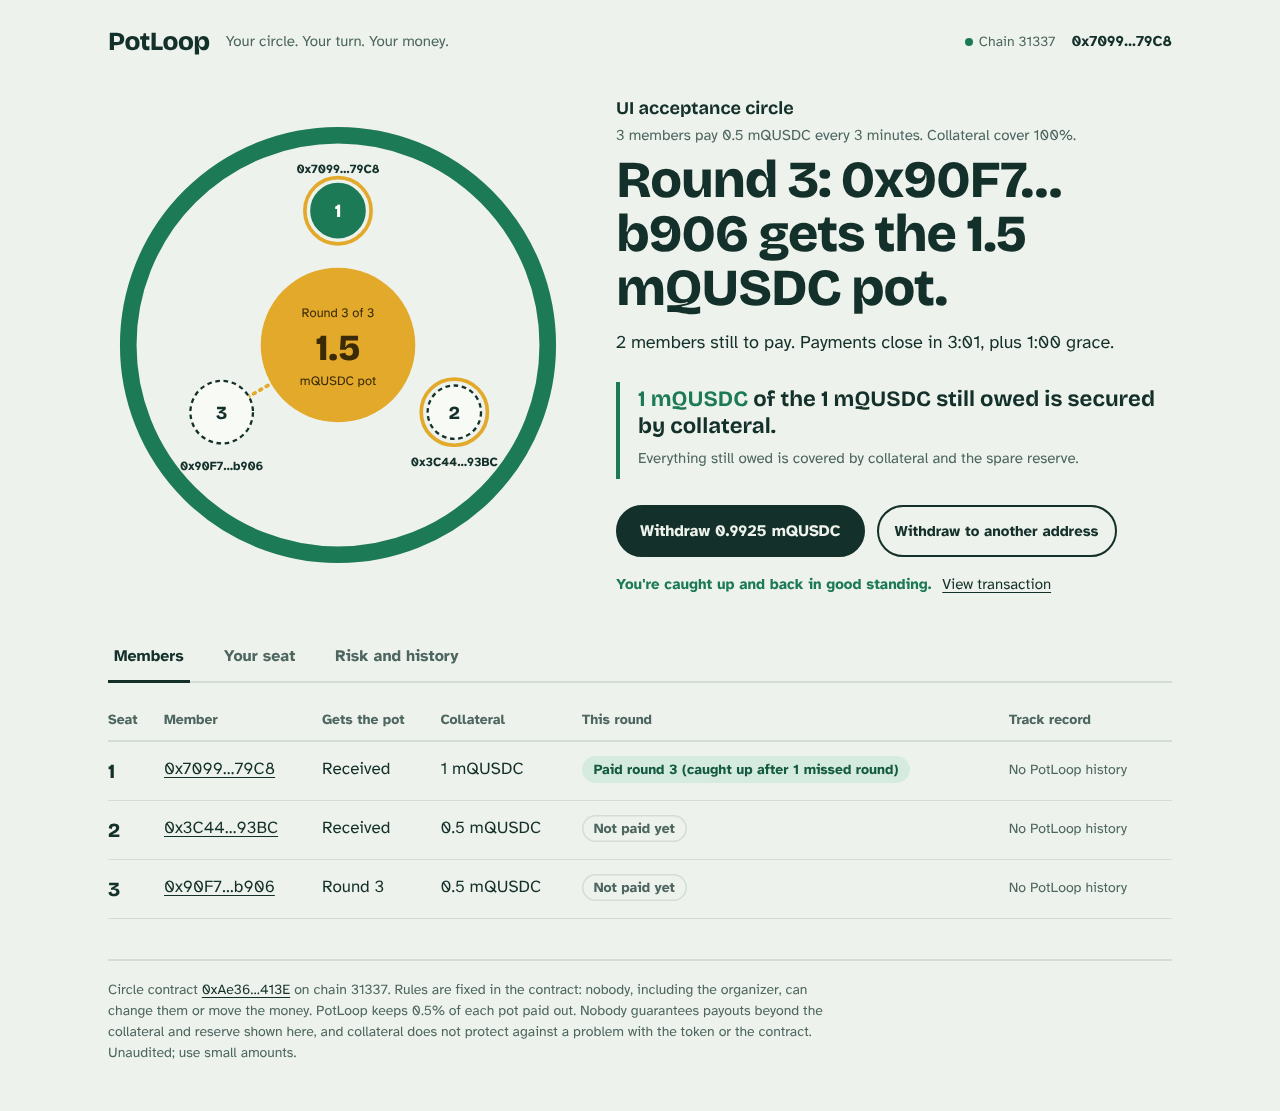 PotLoop
Your circle. Your turn. Your money.
Chain 31337
0x7099…79C8
0x7099…79C8
1
Round 3 of 3
1.5
mQUSDC pot
3
2
0x90F7…b906
0x3C44…93BC
UI acceptance circle
3 members pay 0.5 mQUSDC every 3 minutes. Collateral cover 100%.
Round 3: 0x90F7…
b906 gets the 1.5
mQUSDC pot.
2 members still to pay. Payments close in 3:01, plus 1:00 grace.
1 mQUSDC of the 1 mQUSDC still owed is secured
by collateral.
Everything still owed is covered by collateral and the spare reserve.
Withdraw 0.9925 mQUSDC
Withdraw to another address
You're caught up and back in good standing. View transaction
Members
Your seat
Risk and history
Seat Member Gets the pot Collateral This round Track record
1 0x7099…79C8 Received 1 mQUSDC Paid round 3 (caught up after 1 missed round) No PotLoop history
2 0x3C44…93BC Received 0.5 mQUSDC Not paid yet No PotLoop history
3 0x90F7…b906 Round 3 0.5 mQUSDC Not paid yet No PotLoop history
Circle contract 0xAe36…413E on chain 31337. Rules are fixed in the contract: nobody, including the organizer, can
change them or move the money. PotLoop keeps 0.5% of each pot paid out. Nobody guarantees payouts beyond the
collateral and reserve shown here, and collateral does not protect against a problem with the token or the contract.
Unaudited; use small amounts.